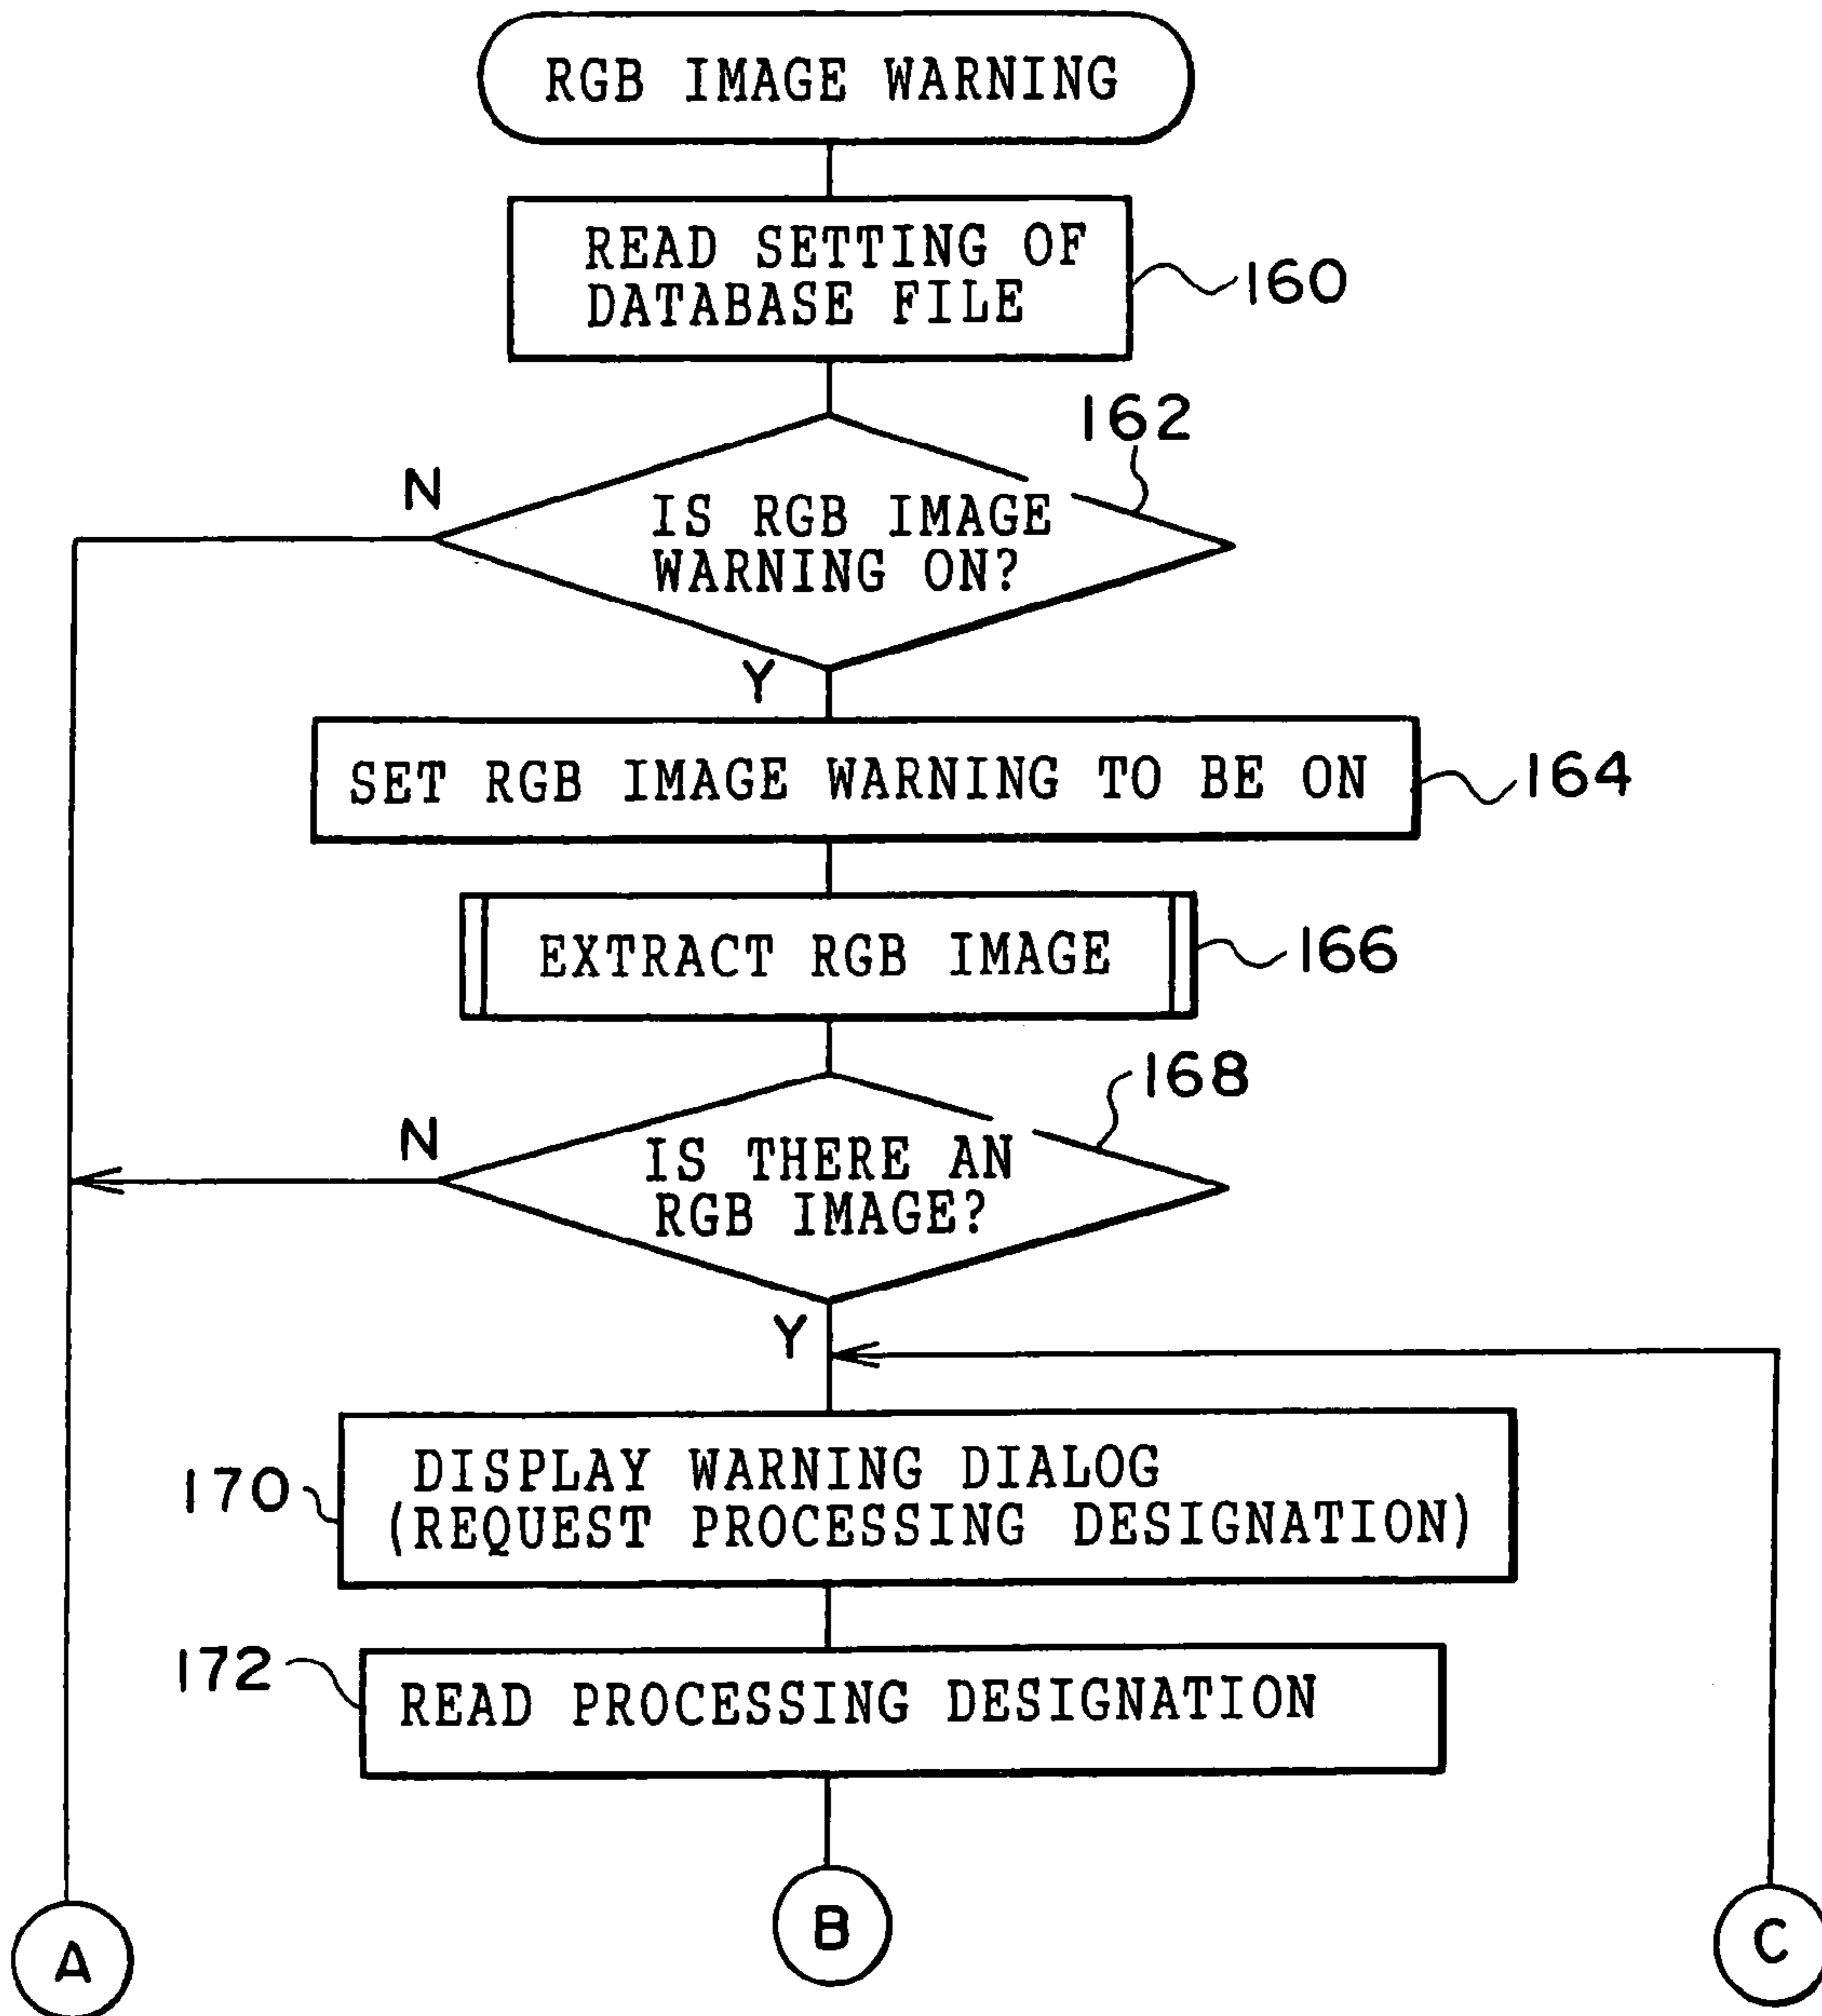 RGB IMAGE WARNING
READ SETTING OF
DATABASE FILE
160
162
N
IS RGB IMAGE
WARNING ON?
Y
SET RGB IMAGE WARNING TO BE ON
164
EXTRACT RGB IMAGE
166
168
N
IS THERE AN
RGB IMAGE?
Y
170
DISPLAY WARNING DIALOG
(REQUEST PROCESSING DESIGNATION)
172
READ PROCESSING DESIGNATION
A
B
C